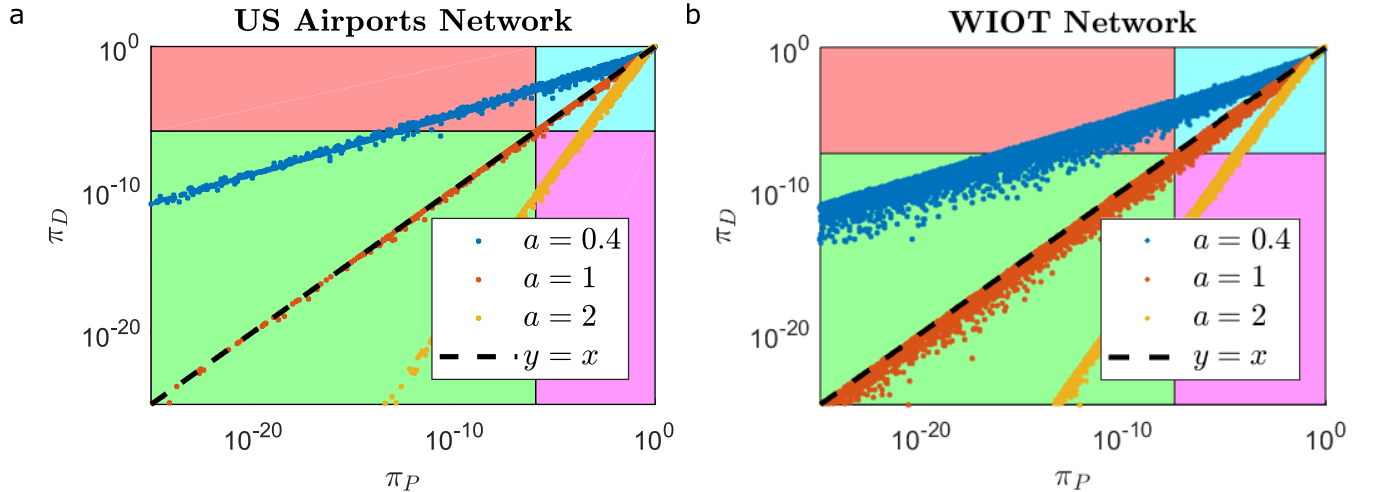 a
US Airports Network
10^0
10^-10
10^-20
π_D
a = 0.4
a = 1
a = 2
y = x
10^-20
10^-10
10^0
π_P
b
WIOT Network
10^0
10^-10
10^-20
π_D
a = 0.4
a = 1
a = 2
y = x
10^-20
10^-10
10^0
π_P